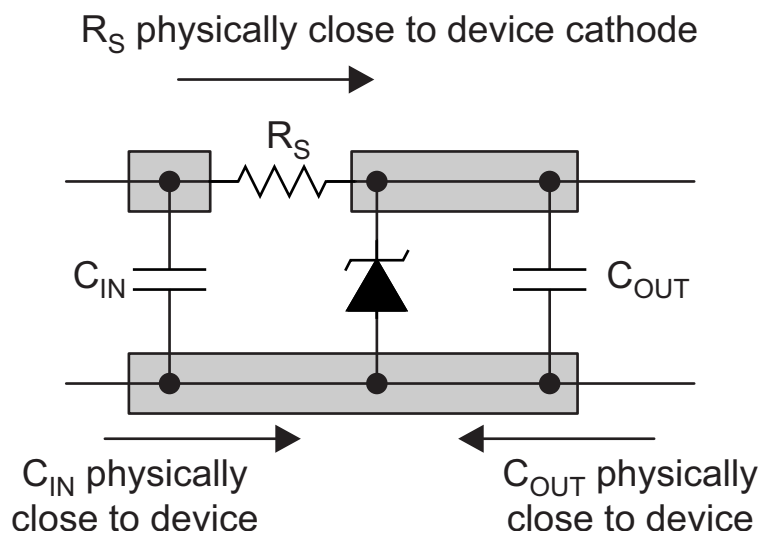 R_S physically close to device cathode
R_S
C_IN
C_OUT
C_IN physically
close to device
C_OUT physically
close to device